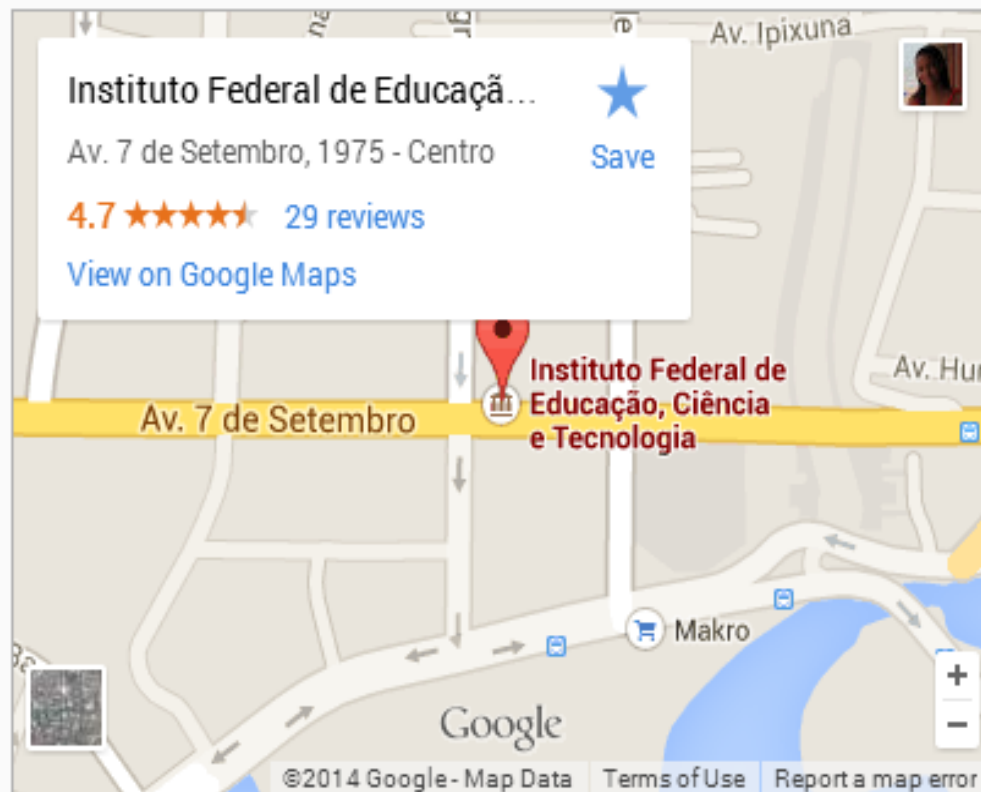 Av. Ipixuna
Instituto Federal de Educaçã...
Av. 7 de Setembro, 1975 - Centro
Save
4.7
29 reviews
View on Google Maps
Instituto Federal de
Educação, Ciência
e Tecnologia
Av. Hum
Av. 7 de Setembro
Makro
Google
©2014 Google - Map Data
Terms of Use
Report a map error